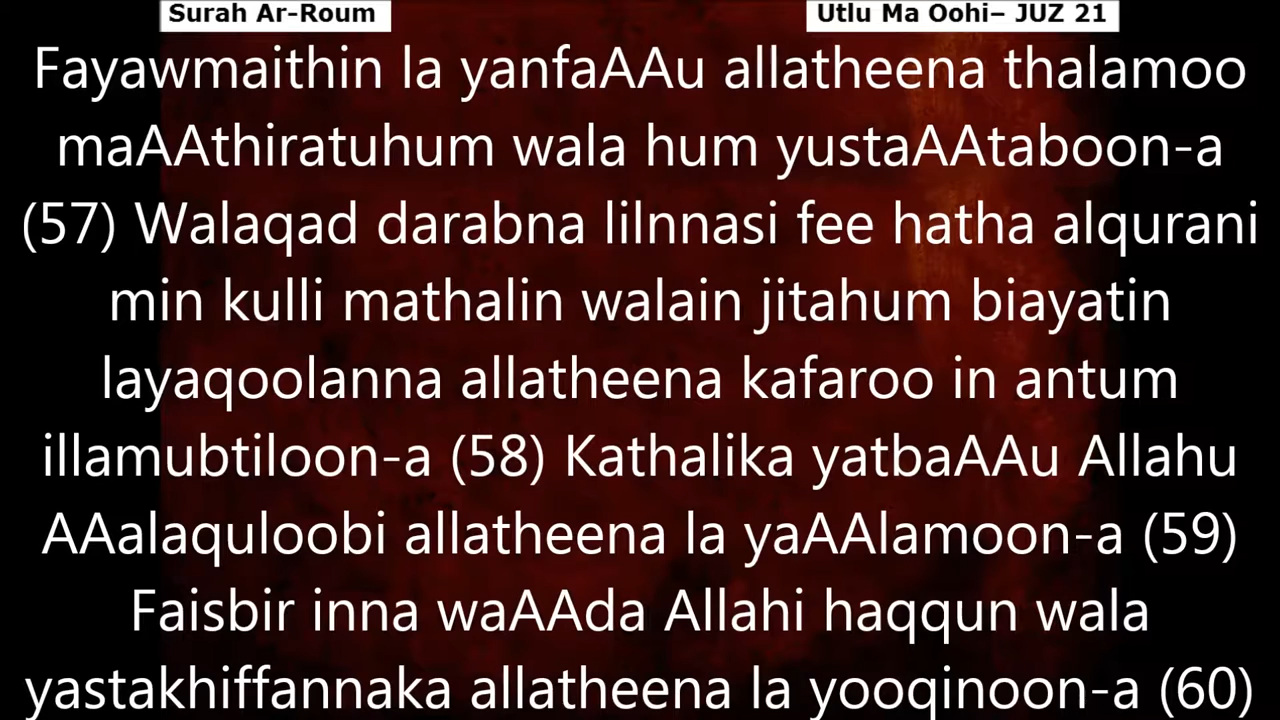 Surah Ar-Roum
Utlu Ma Oohi– JUZ 21
Fayawmaithin la yanfaAAu allatheena thalamoo
maAAthiratuhum wala hum yustaAAtaboon-a
(57) Walaqad darabna lilnnasi fee hatha alqurani
min kulli mathalin walain jitahum biayatin
layaqoolanna allatheena kafaroo in antum
illamubtiloon-a (58) Kathalika yatbaAAu Allahu
AAalaquloobi allatheena la yaAAlamoon-a (59)
Faisbir inna waAAda Allahi haqqun wala
yastakhiffannaka allatheena la yooqinoon-a (60)